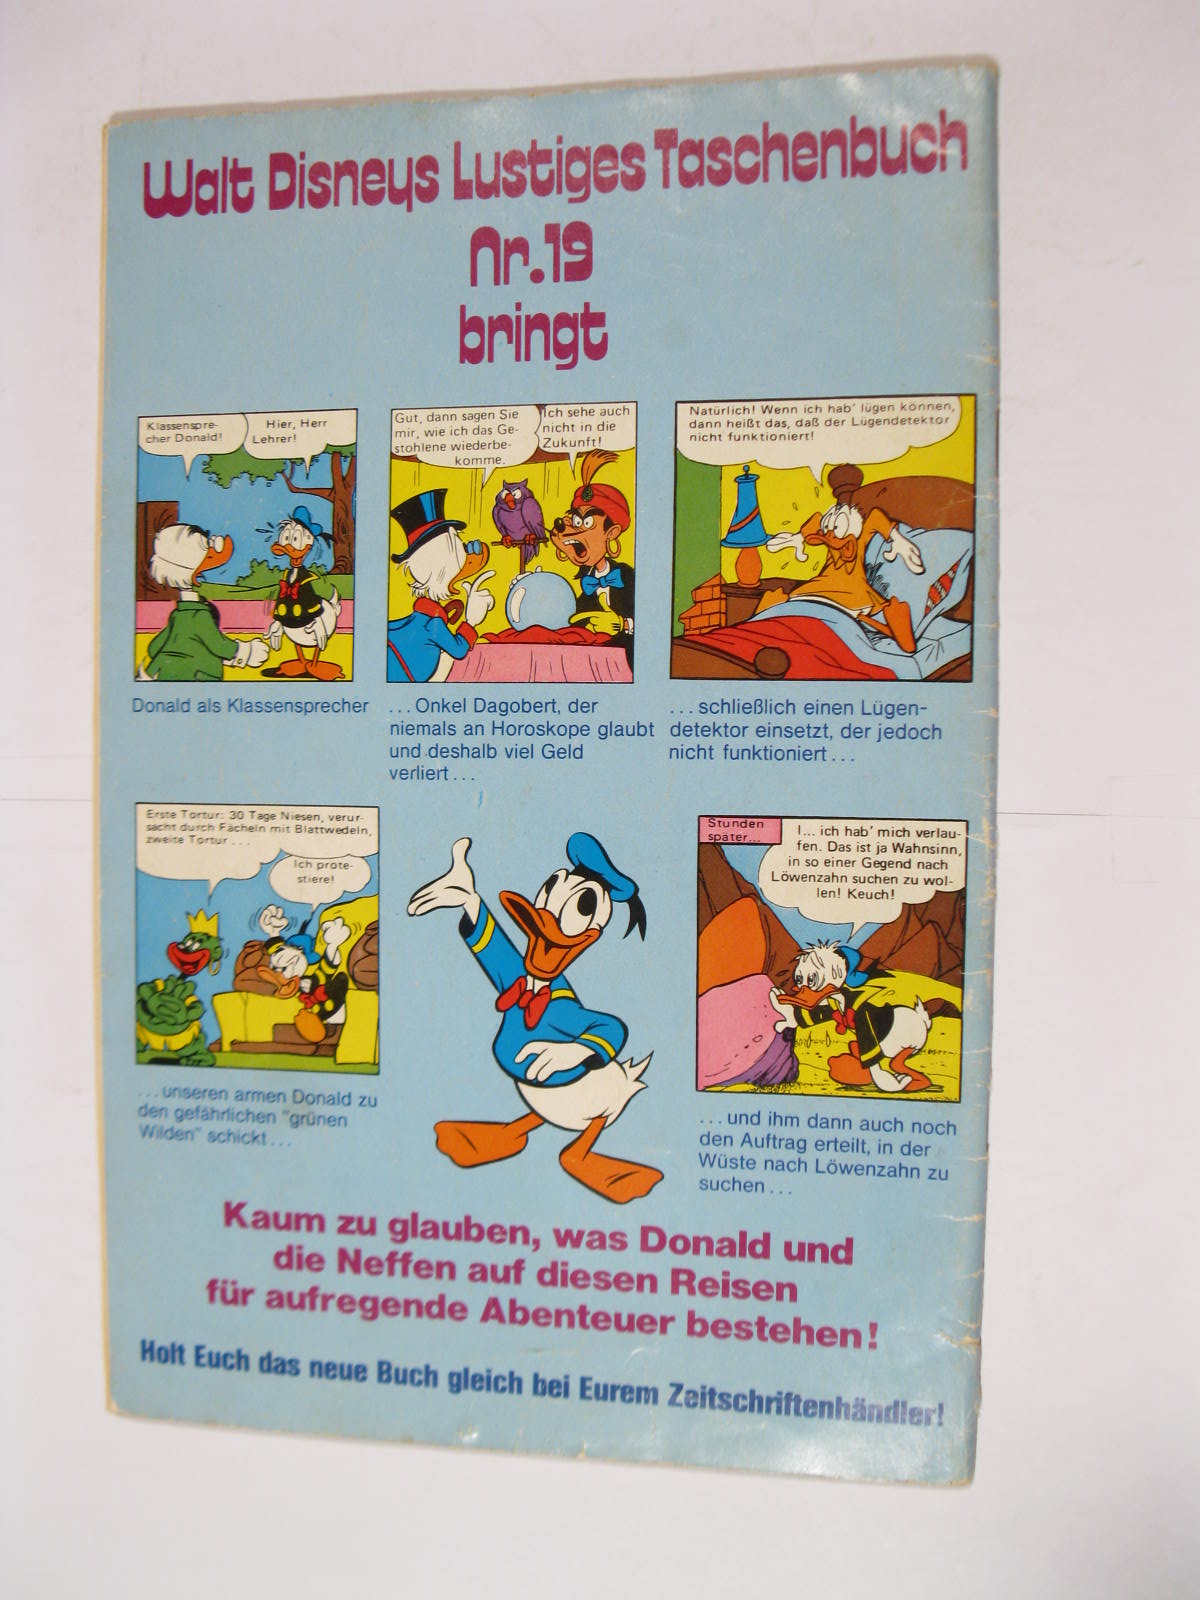 Walt Disneys Lustiges Taschenbuch
Nr.19
bringt
Klassenspre-
cher Donald!
Hier, Herr
Lehrer!
Donald als Klassensprecher
Gut, dann sagen Sie
mir, wie ich das Ge-
stohlene wiederbe-
komme.
Ich sehe auch
nicht in die
Zukunft!
...Onkel Dagobert, der
niemals an Horoskope glaubt
und deshalb viel Geld
verliert...
Natürlich! Wenn ich hab' lügen können,
dann heißt das, daß der Lügendetektor
nicht funktioniert!
...schließlich einen Lügen-
detektor einsetzt, der jedoch
nicht funktioniert...
Erste Tortur: 30 Tage Niesen, verur-
sacht durch Fächeln mit Blattwedeln,
zweite Tortur...
Ich prote-
stiere!
...unseren armen Donald zu
den gefährlichen "grünen
Wilden" schickt...
Stunden
später...
I... ich hab' mich verlau-
fen. Das ist ja Wahnsinn,
in so einer Gegend nach
Löwenzahn suchen zu wol-
len! Keuch!
...und ihm dann auch noch
den Auftrag erteilt, in der
Wüste nach Löwenzahn zu
suchen...
Kaum zu glauben, was Donald und
die Neffen auf diesen Reisen
für aufregende Abenteuer bestehen!
Holt Euch das neue Buch gleich bei Eurem Zeitschriftenhändler!